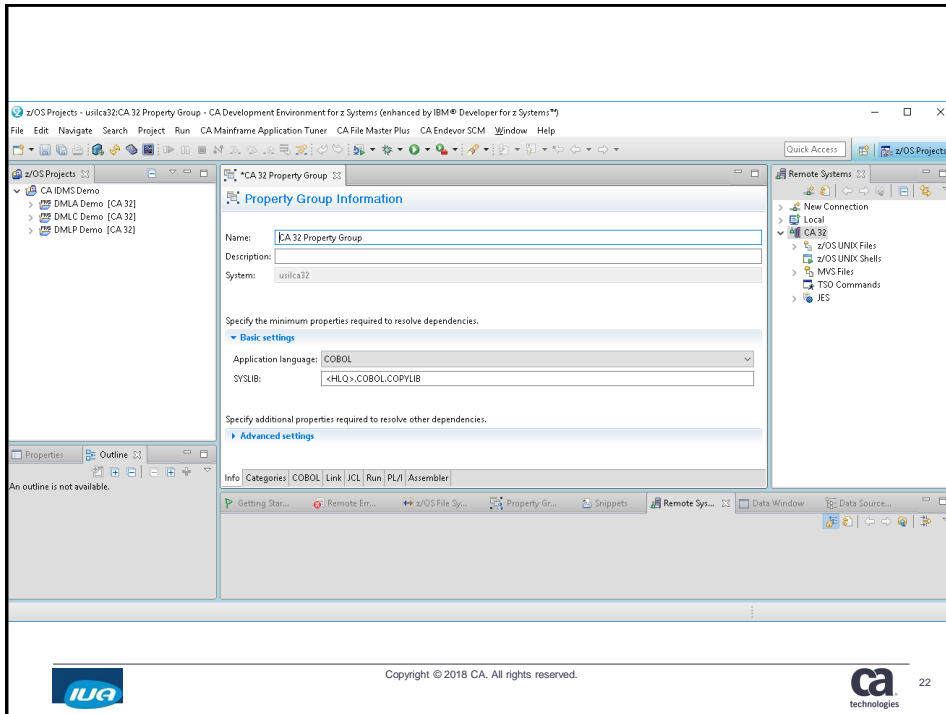 z/OS Projects - usilca32:CA 32 Property Group - CA Development Environment for z Systems (enhanced by IBM® Developer for z Systems™)
File Edit Navigate Search Project Run CA Mainframe Application Tuner CA File Master Plus CA Endevor SCM Window Help
Quick Access
z/OS Projects
z/OS Projects
CA IDMS Demo
DMLA Demo [CA 32]
DMLC Demo [CA 32]
DMLP Demo [CA 32]
Properties
Outline
An outline is not available.
*CA 32 Property Group
Property Group Information
Name: CA 32 Property Group
Description:
System: usilca32
Specify the minimum properties required to resolve dependencies.
Basic settings
Application language: COBOL
SYSLIB: <HLQ>.COBOL.COPYLIB
Specify additional properties required to resolve other dependencies.
Advanced settings
Info Categories COBOL Link JCL Run PL/I Assembler
Getting Star... Remote Err... z/OS File Sy... Property Gr... Snippets Remote Sys... Data Window Data Source...
Remote Systems
New Connection
Local
CA 32
z/OS UNIX Files
z/OS UNIX Shells
MVS Files
TSO Commands
JES
IUA
Copyright © 2018 CA. All rights reserved.
ca
technologies
22